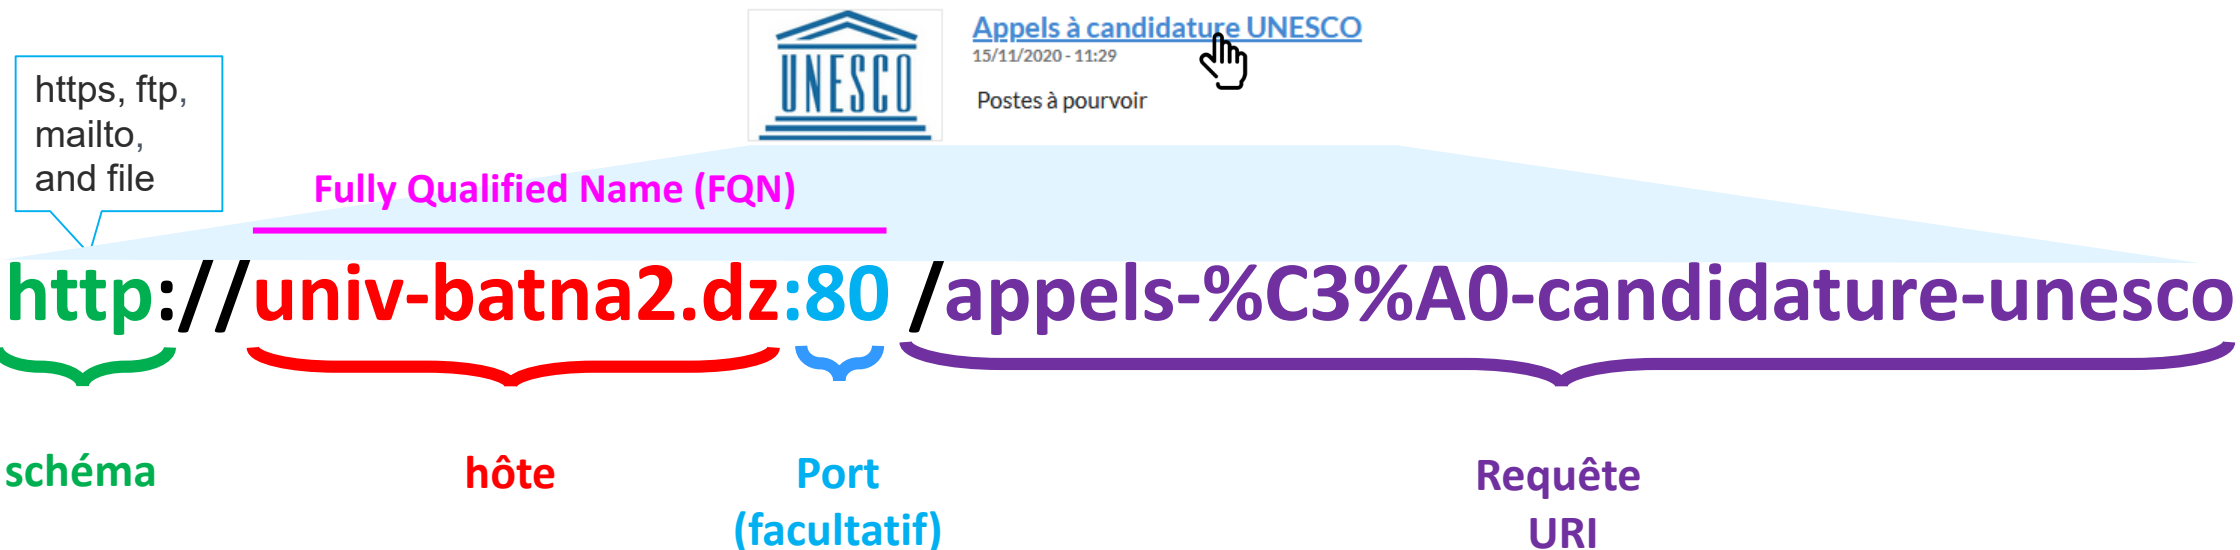 UNESCO
Appels à candidature UNESCO
15/11/2020 - 11:29
Postes à pourvoir
https, ftp,
mailto,
and file
Fully Qualified Name (FQN)
http://univ-batna2.dz:80 /appels-%C3%A0-candidature-unesco
schéma
hôte
Port
(facultatif)
Requête
URI